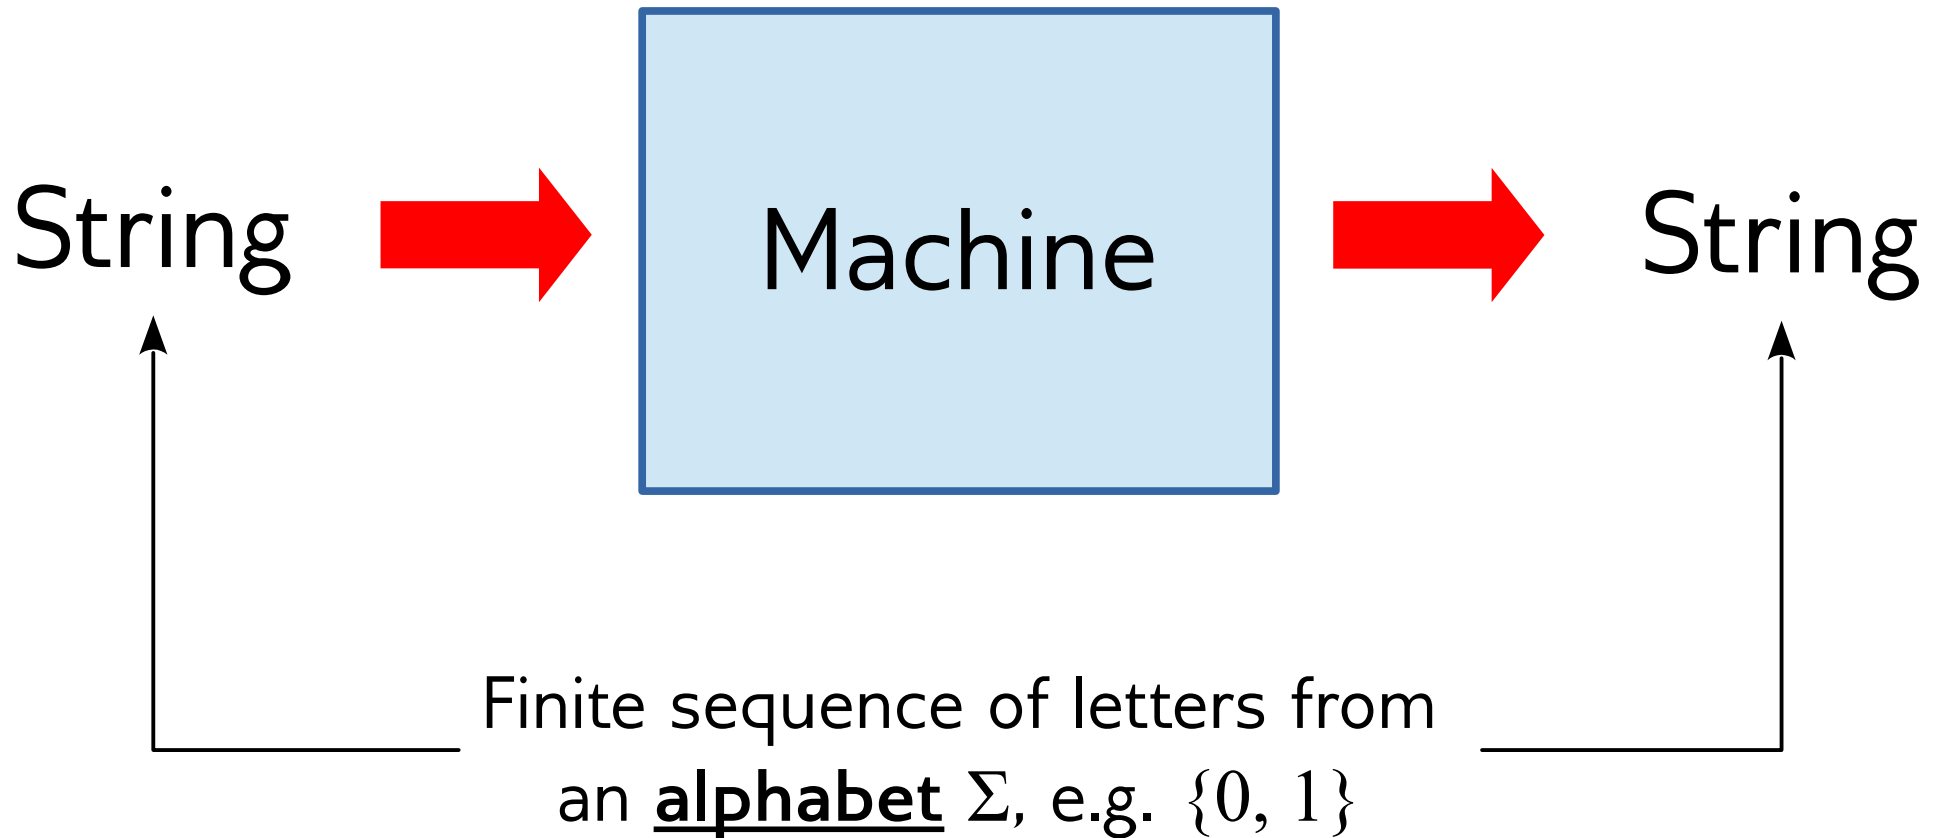 String
Machine
String
Finite sequence of letters from
an alphabet Σ, e.g. {0, 1}